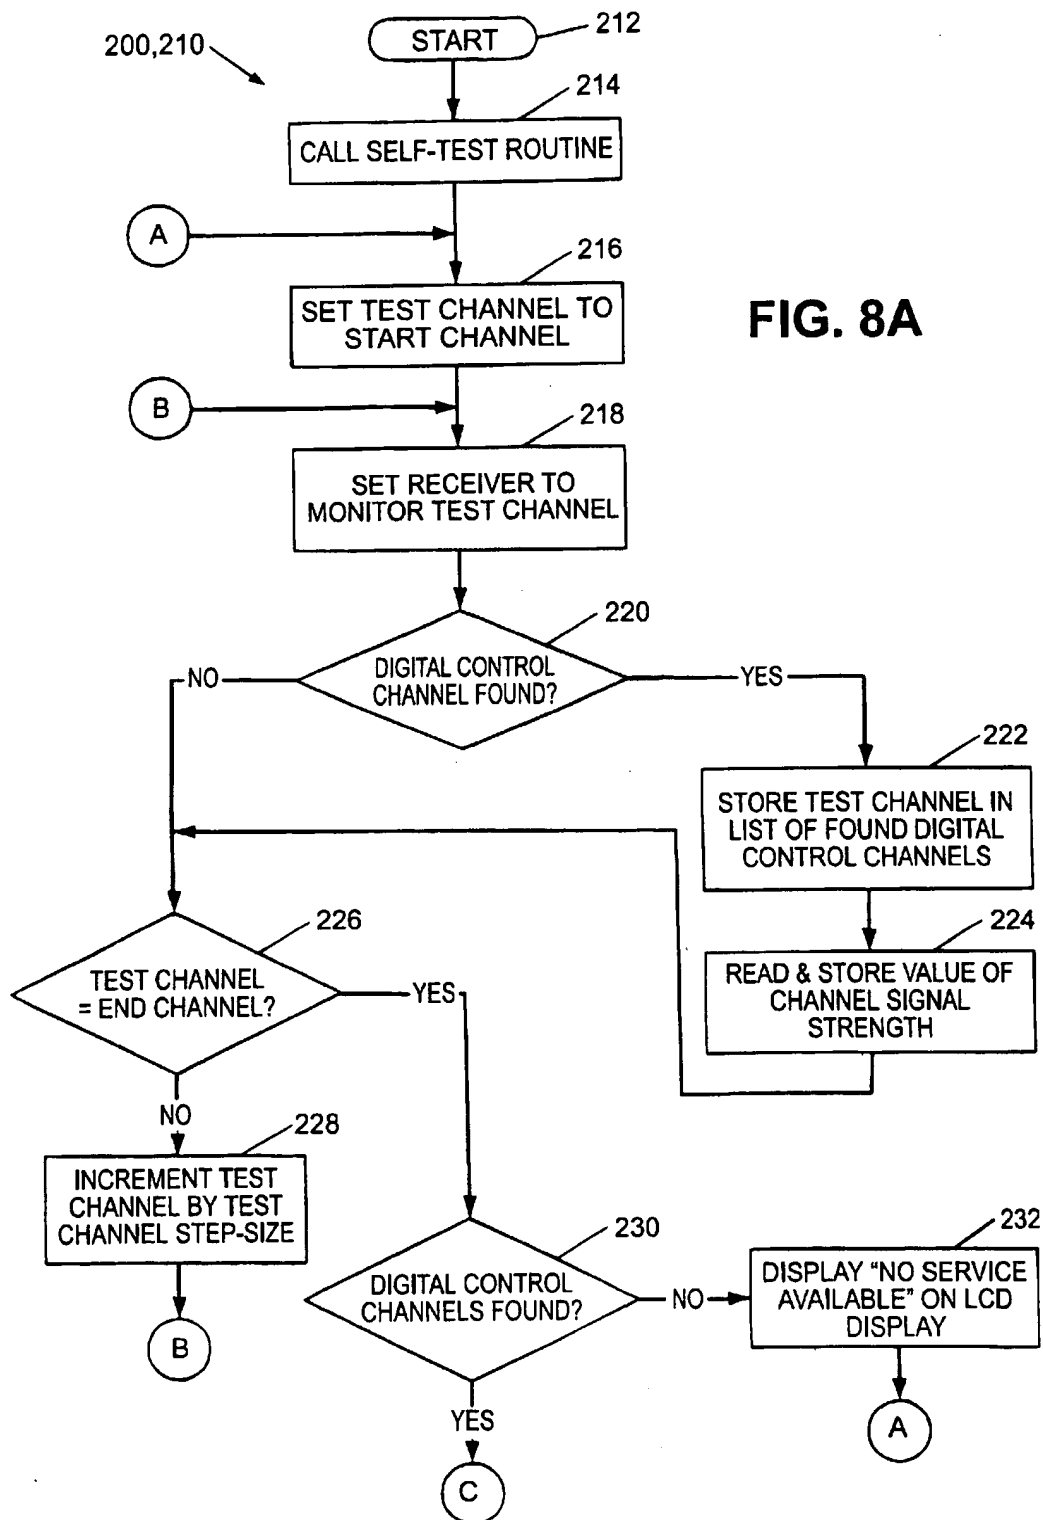 200,210
START
212
214
CALL SELF-TEST ROUTINE
A
216
SET TEST CHANNEL TO
START CHANNEL
FIG. 8A
B
218
SET RECEIVER TO
MONITOR TEST CHANNEL
220
DIGITAL CONTROL
CHANNEL FOUND?
NO
YES
222
STORE TEST CHANNEL IN
LIST OF FOUND DIGITAL
CONTROL CHANNELS
224
READ & STORE VALUE OF
CHANNEL SIGNAL
STRENGTH
226
TEST CHANNEL
= END CHANNEL?
YES
NO
228
INCREMENT TEST
CHANNEL BY TEST
CHANNEL STEP-SIZE
B
230
DIGITAL CONTROL
CHANNELS FOUND?
NO
232
DISPLAY “NO SERVICE
AVAILABLE” ON LCD
DISPLAY
A
YES
C